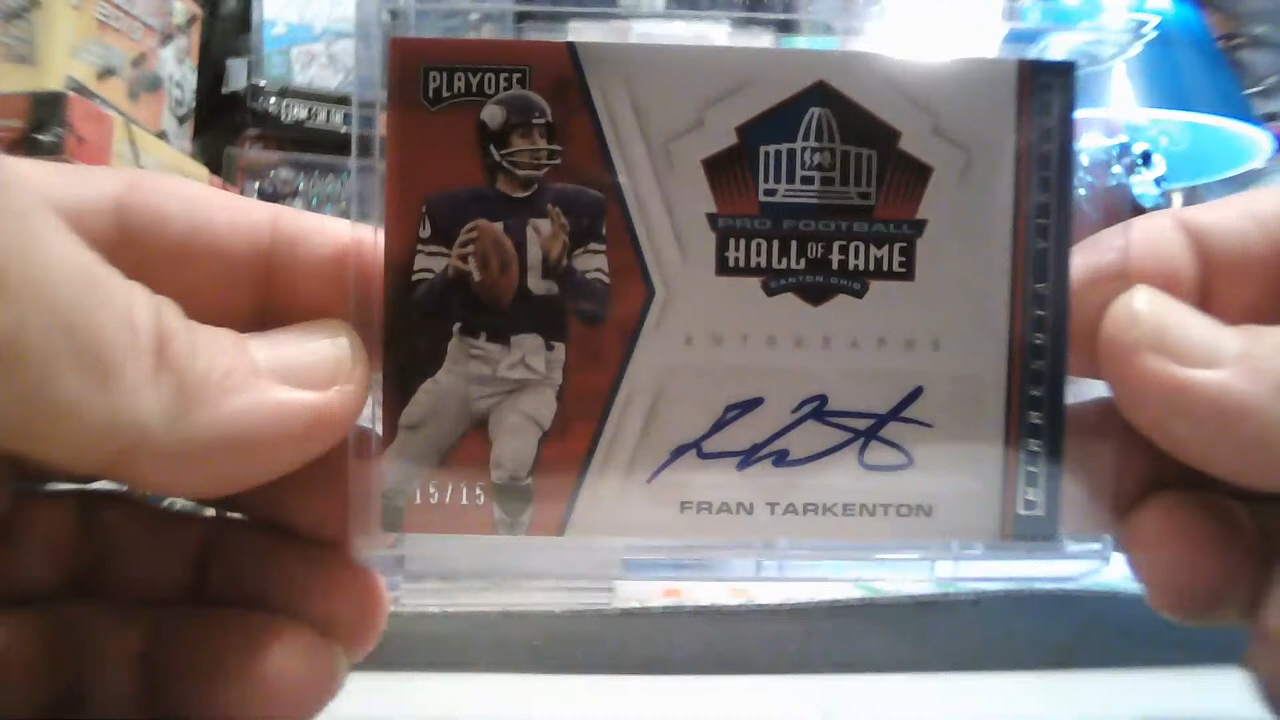 PLAYOFF
PRO FOOTBALL
HALL OF FAME
CANTON, OHIO
AUTOGRAPHS
FRAN TARKENTON
15/15